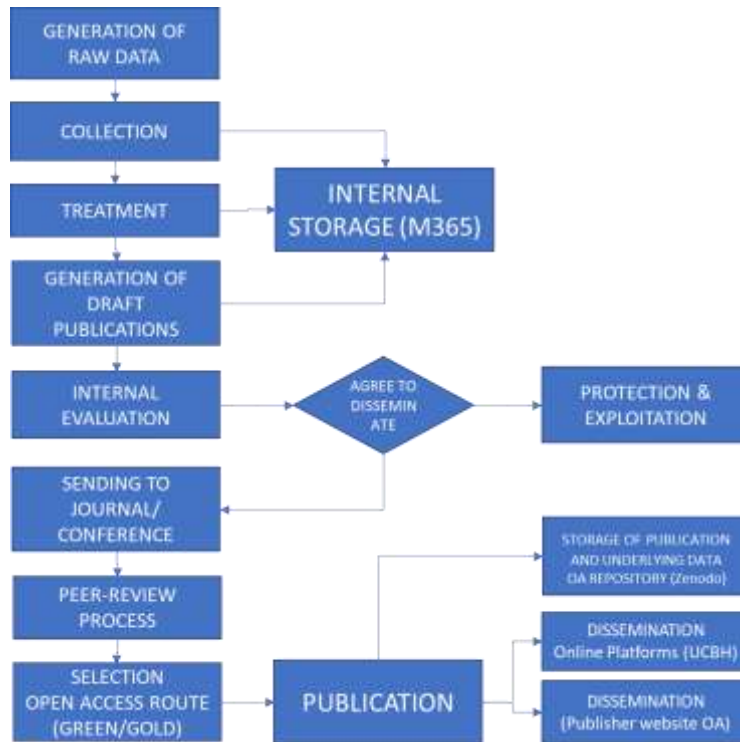 GENERATION OF
RAW DATA
COLLECTION
TREATMENT
INTERNAL
STORAGE (M365)
GENERATION OF
DRAFT
PUBLICATIONS
INTERNAL
EVALUATION
AGREE TO
DISSEMIN
ATE
PROTECTION &
EXPLOITATION
SENDING TO
JOURNAL/
CONFERENCE
STORAGE OF PUBLICATION
AND UNDERLYING DATA
OA REPOSITORY (Zenodo)
PEER-REVIEW
PROCESS
DISSEMINATION
Online Platforms (UCBH)
SELECTION
OPEN ACCESS ROUTE
(GREEN/GOLD)
PUBLICATION
DISSEMINATION
(Publisher website OA)